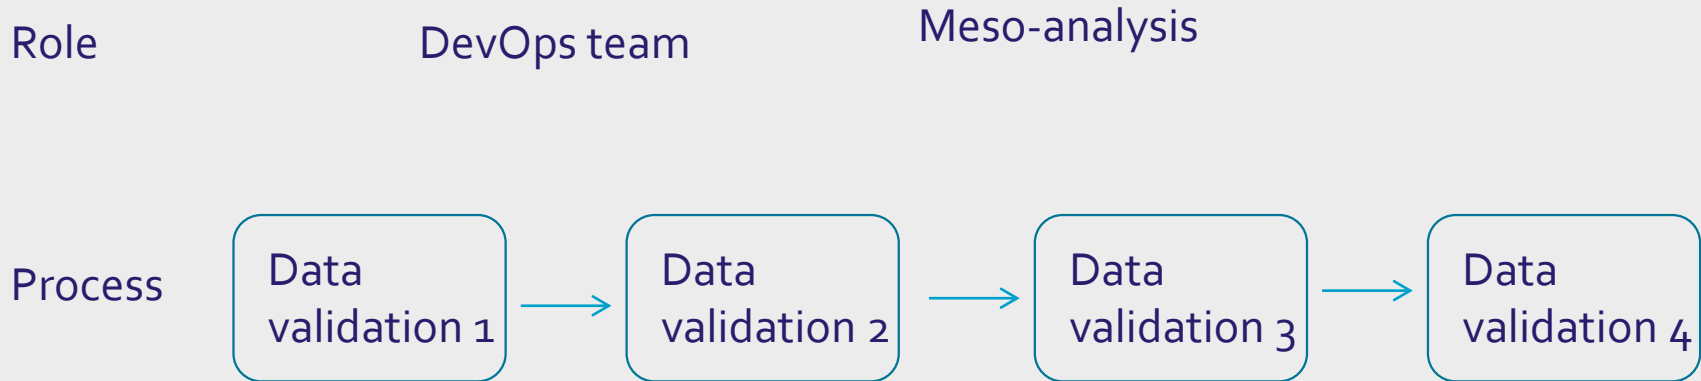 Role
DevOps team
Meso-analysis
Process
Data
validation 1
Data
validation 2
Data
validation 3
Data
validation 4